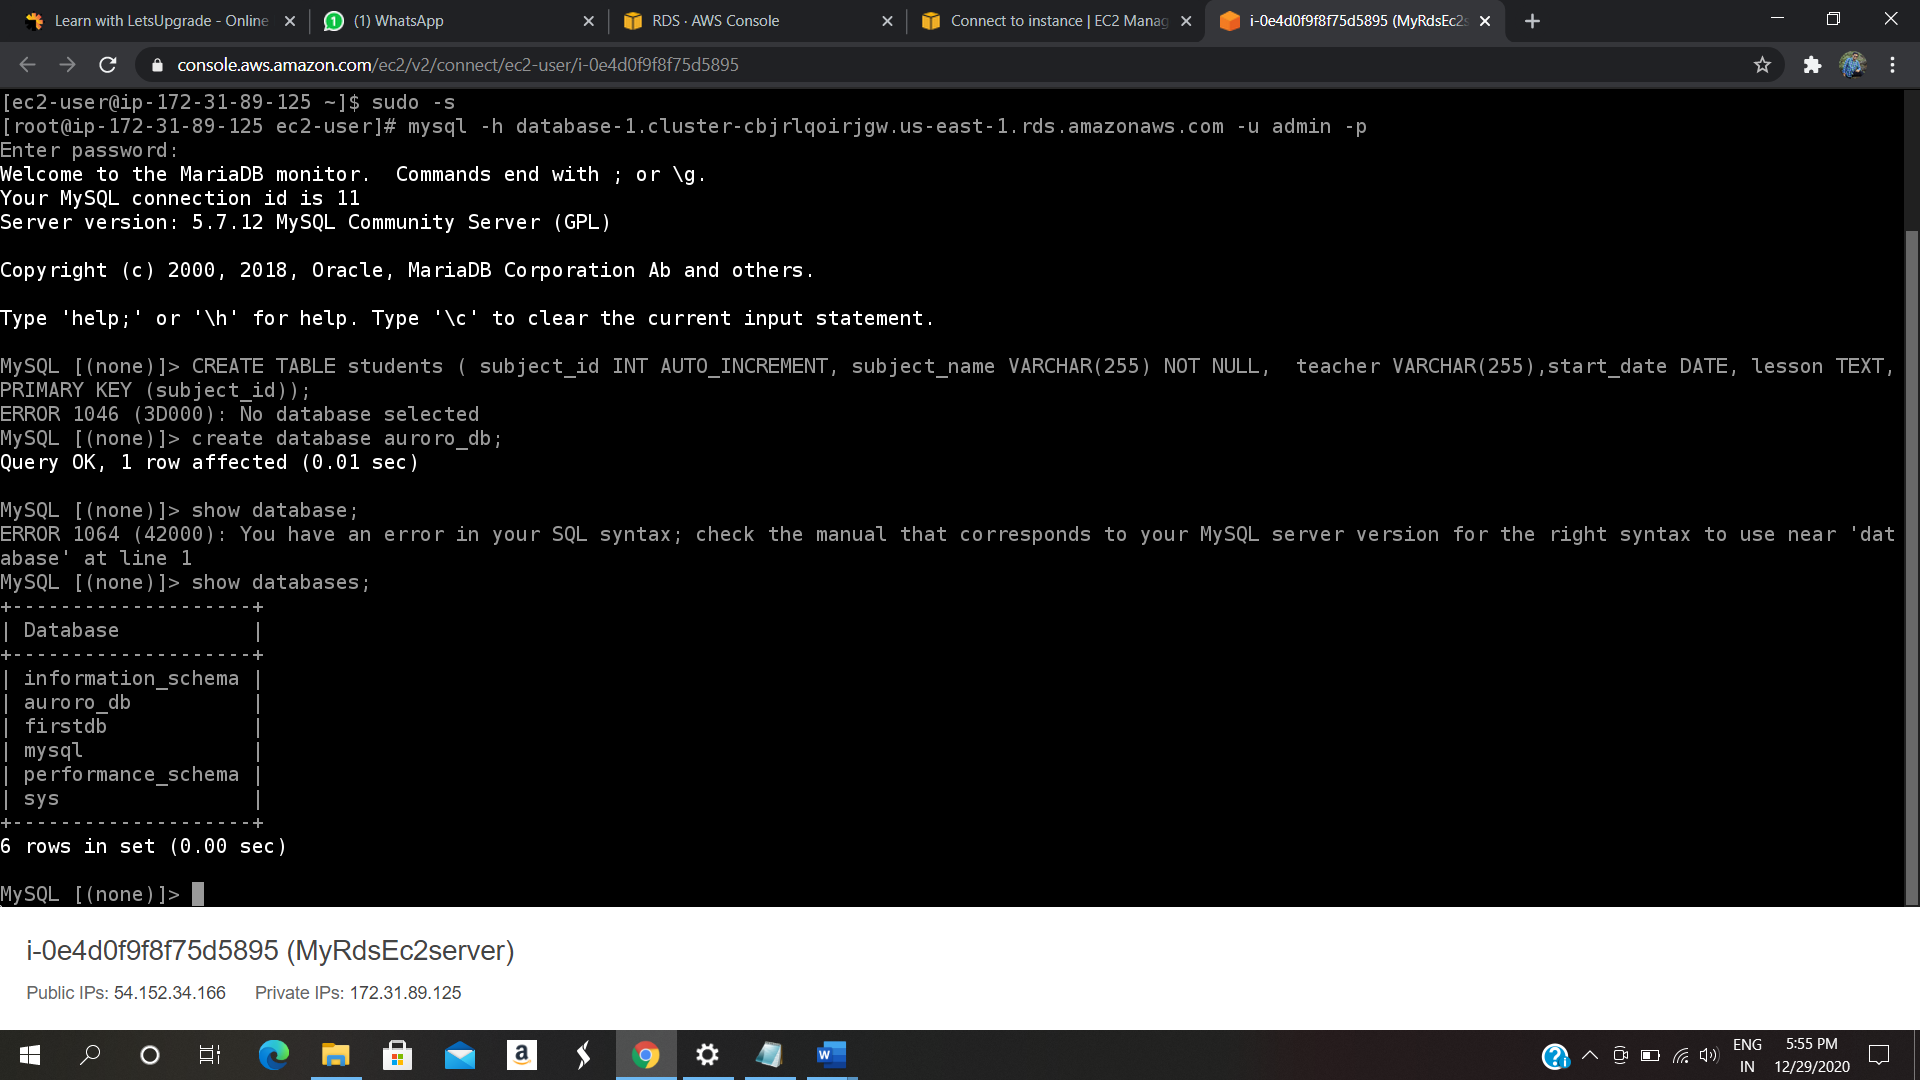 Learn with LetsUpgrade - Online
(1) WhatsApp
RDS · AWS Console
Connect to instance | EC2 Manag
i-0e4d0f9f8f75d5895 (MyRdsEc2s
console.aws.amazon.com/ec2/v2/connect/ec2-user/i-0e4d0f9f8f75d5895
[ec2-user@ip-172-31-89-125 ~]$ sudo -s
[root@ip-172-31-89-125 ec2-user]# mysql -h database-1.cluster-cbjrlqoirjgw.us-east-1.rds.amazonaws.com -u admin -p
Enter password:
Welcome to the MariaDB monitor.  Commands end with ; or \g.
Your MySQL connection id is 11
Server version: 5.7.12 MySQL Community Server (GPL)
Copyright (c) 2000, 2018, Oracle, MariaDB Corporation Ab and others.
Type 'help;' or '\h' for help. Type '\c' to clear the current input statement.
MySQL [(none)]> CREATE TABLE students ( subject_id INT AUTO_INCREMENT, subject_name VARCHAR(255) NOT NULL,  teacher VARCHAR(255),start_date DATE, lesson TEXT,
PRIMARY KEY (subject_id));
ERROR 1046 (3D000): No database selected
MySQL [(none)]> create database auroro_db;
Query OK, 1 row affected (0.01 sec)
MySQL [(none)]> show database;
ERROR 1064 (42000): You have an error in your SQL syntax; check the manual that corresponds to your MySQL server version for the right syntax to use near 'dat
abase' at line 1
MySQL [(none)]> show databases;
+--------------------+
| Database           |
+--------------------+
| information_schema |
| auroro_db          |
| firstdb            |
| mysql              |
| performance_schema |
| sys                |
+--------------------+
6 rows in set (0.00 sec)
MySQL [(none)]>
i-0e4d0f9f8f75d5895 (MyRdsEc2server)
Public IPs: 54.152.34.166 Private IPs: 172.31.89.125
ENG
IN
5:55 PM
12/29/2020